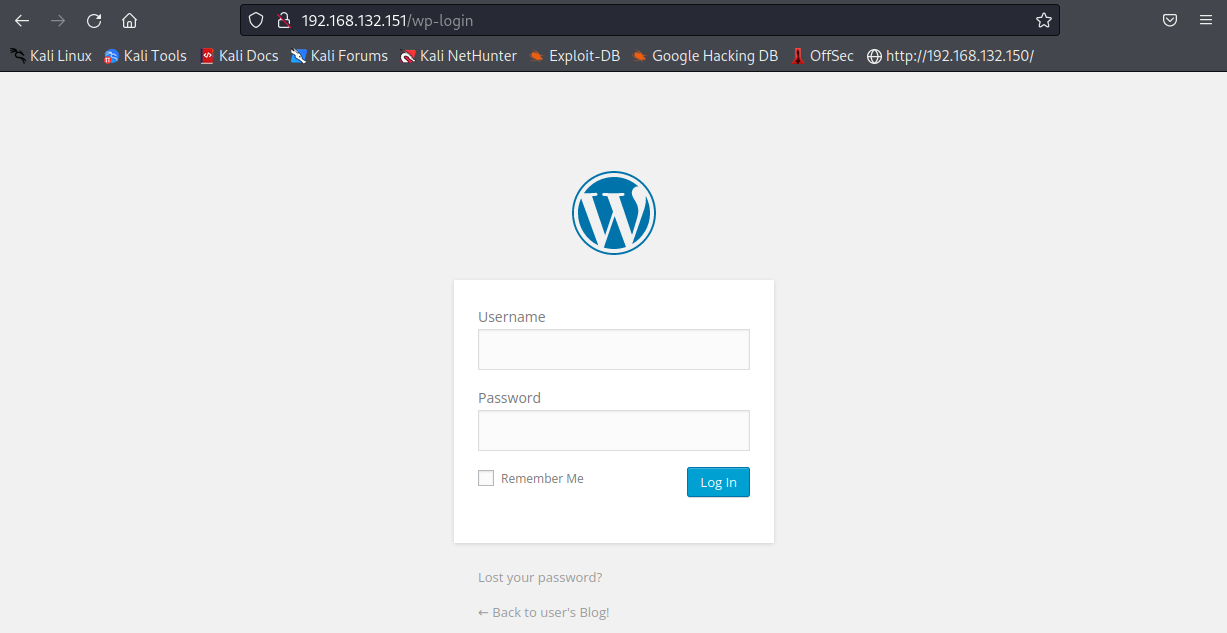 192.168.132.151/wp-login
Kali Linux Kali Tools Kali Docs Kali Forums Kali NetHunter Exploit-DB Google Hacking DB OffSec http://192.168.132.150/
Username
Password
Remember Me Log In
Lost your password?
← Back to user's Blog!